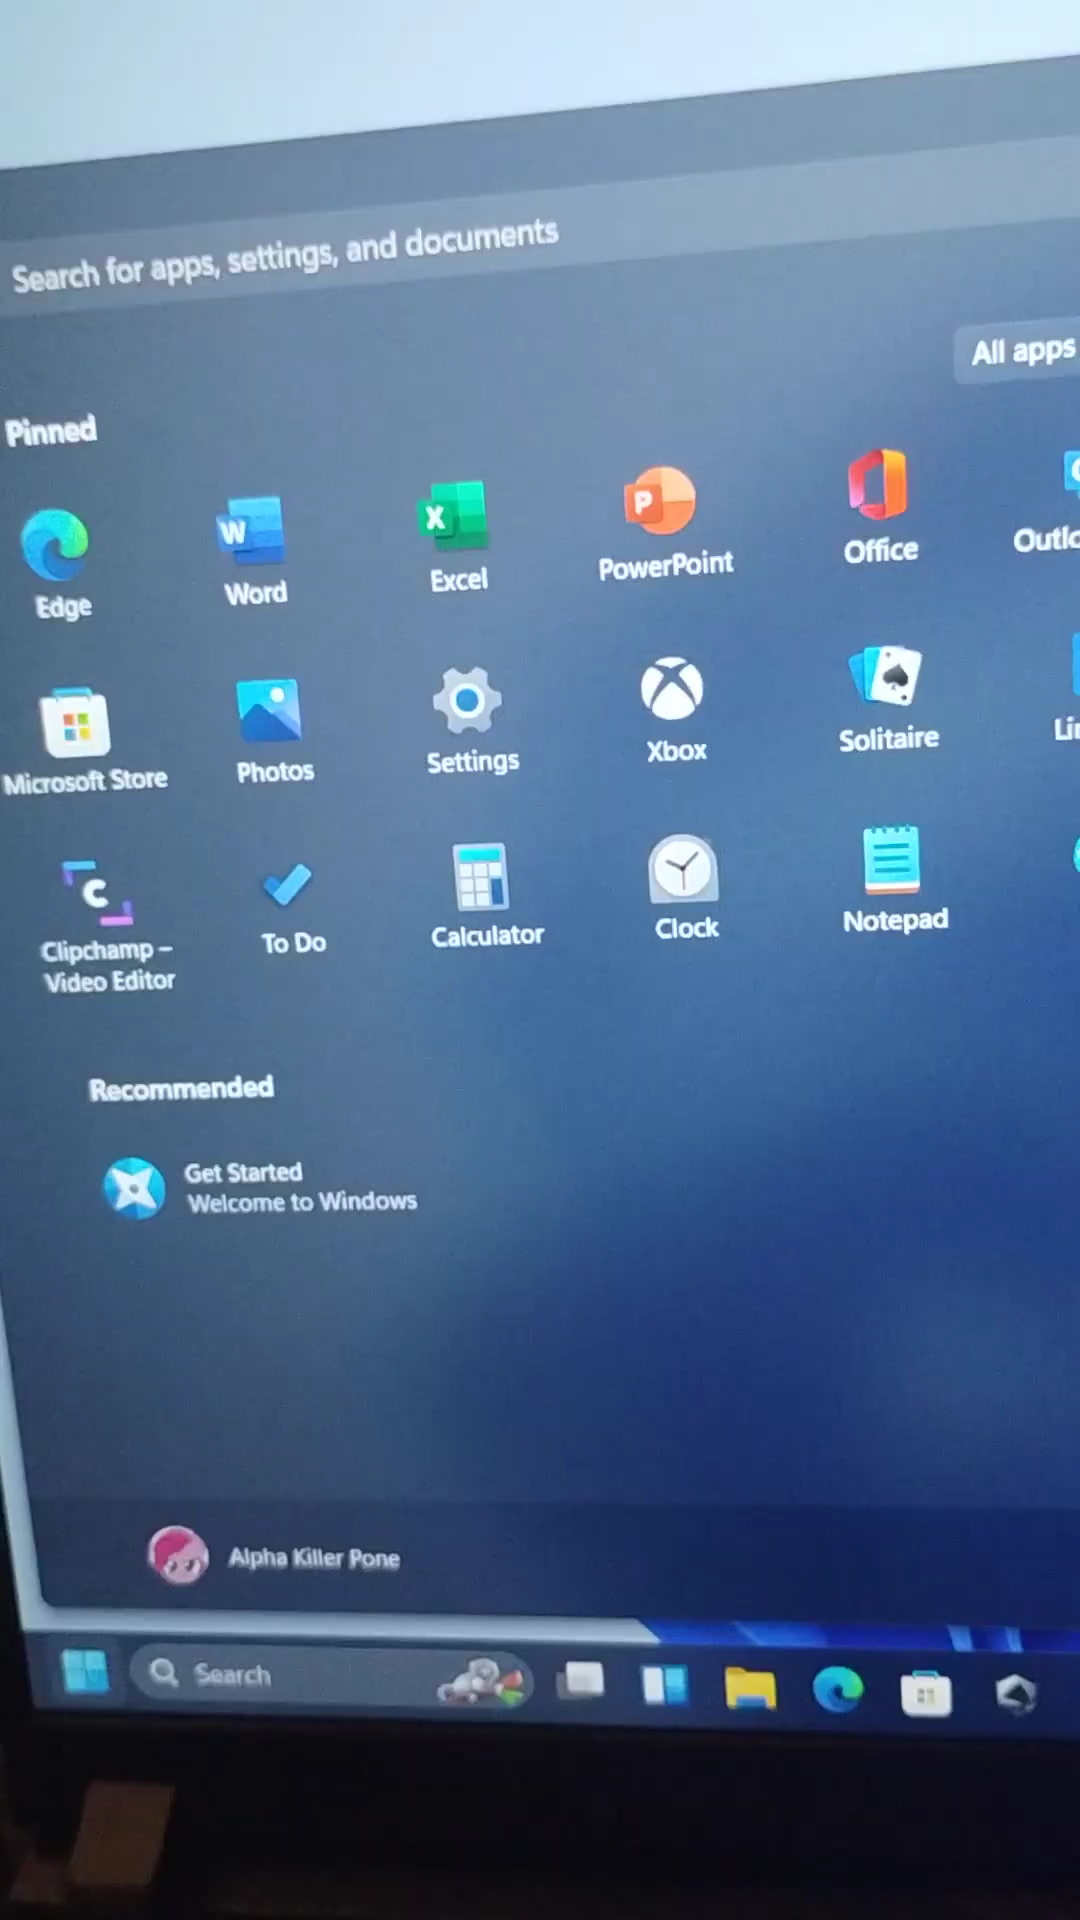 Search for apps, settings, and documents
All apps
Pinned
Edge
Word
Excel
PowerPoint
Office
Outlo
Microsoft Store
Photos
Settings
Xbox
Solitaire
Lin
Clipchamp –
Video Editor
To Do
Calculator
Clock
Notepad
Recommended
Get Started
Welcome to Windows
Alpha Killer Pone
Search